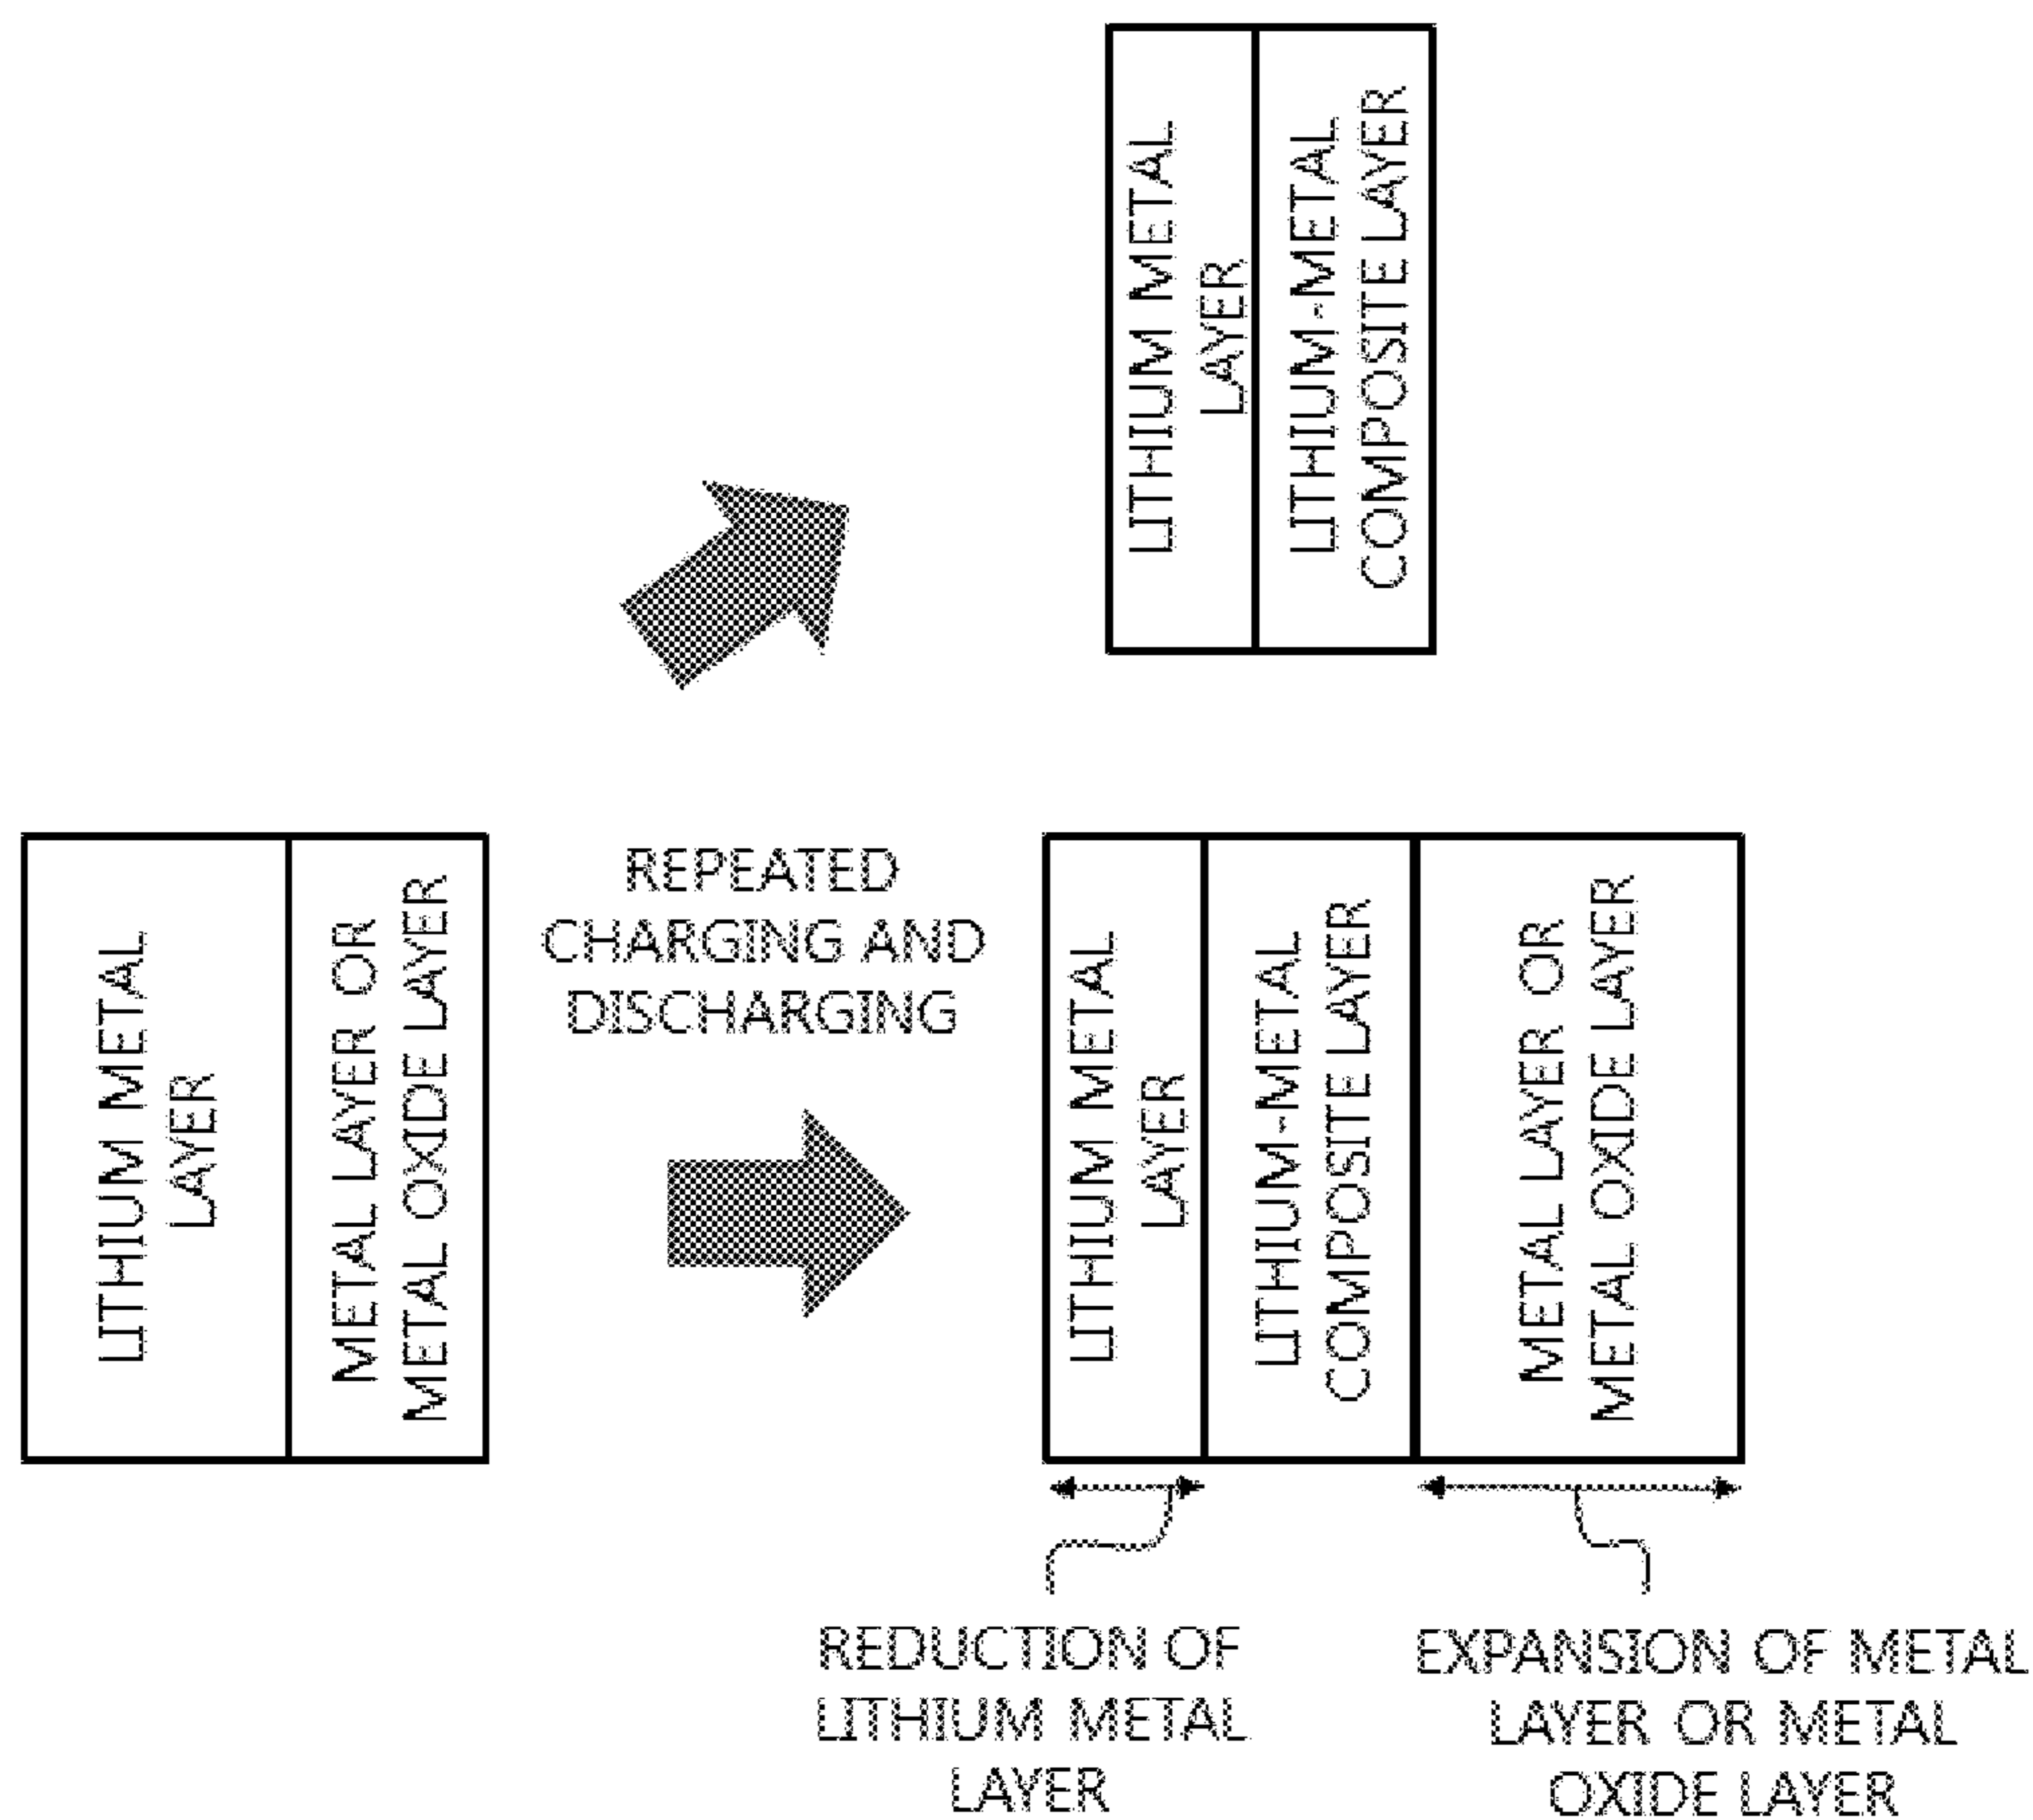 LITHIUM METAL
LAYER
LITHIUM-METAL
COMPOSITE LAYER
LITHIUM METAL
LAYER
METAL LAYER OR
METAL OXIDE LAYER
REPEATED
CHARGING AND
DISCHARGING
LITHIUM METAL
LAYER
LITHIUM-METAL
COMPOSITE LAYER
METAL LAYER OR
METAL OXIDE LAYER
REDUCTION OF
LITHIUM METAL
LAYER
EXPANSION OF METAL
LAYER OR METAL
OXIDE LAYER